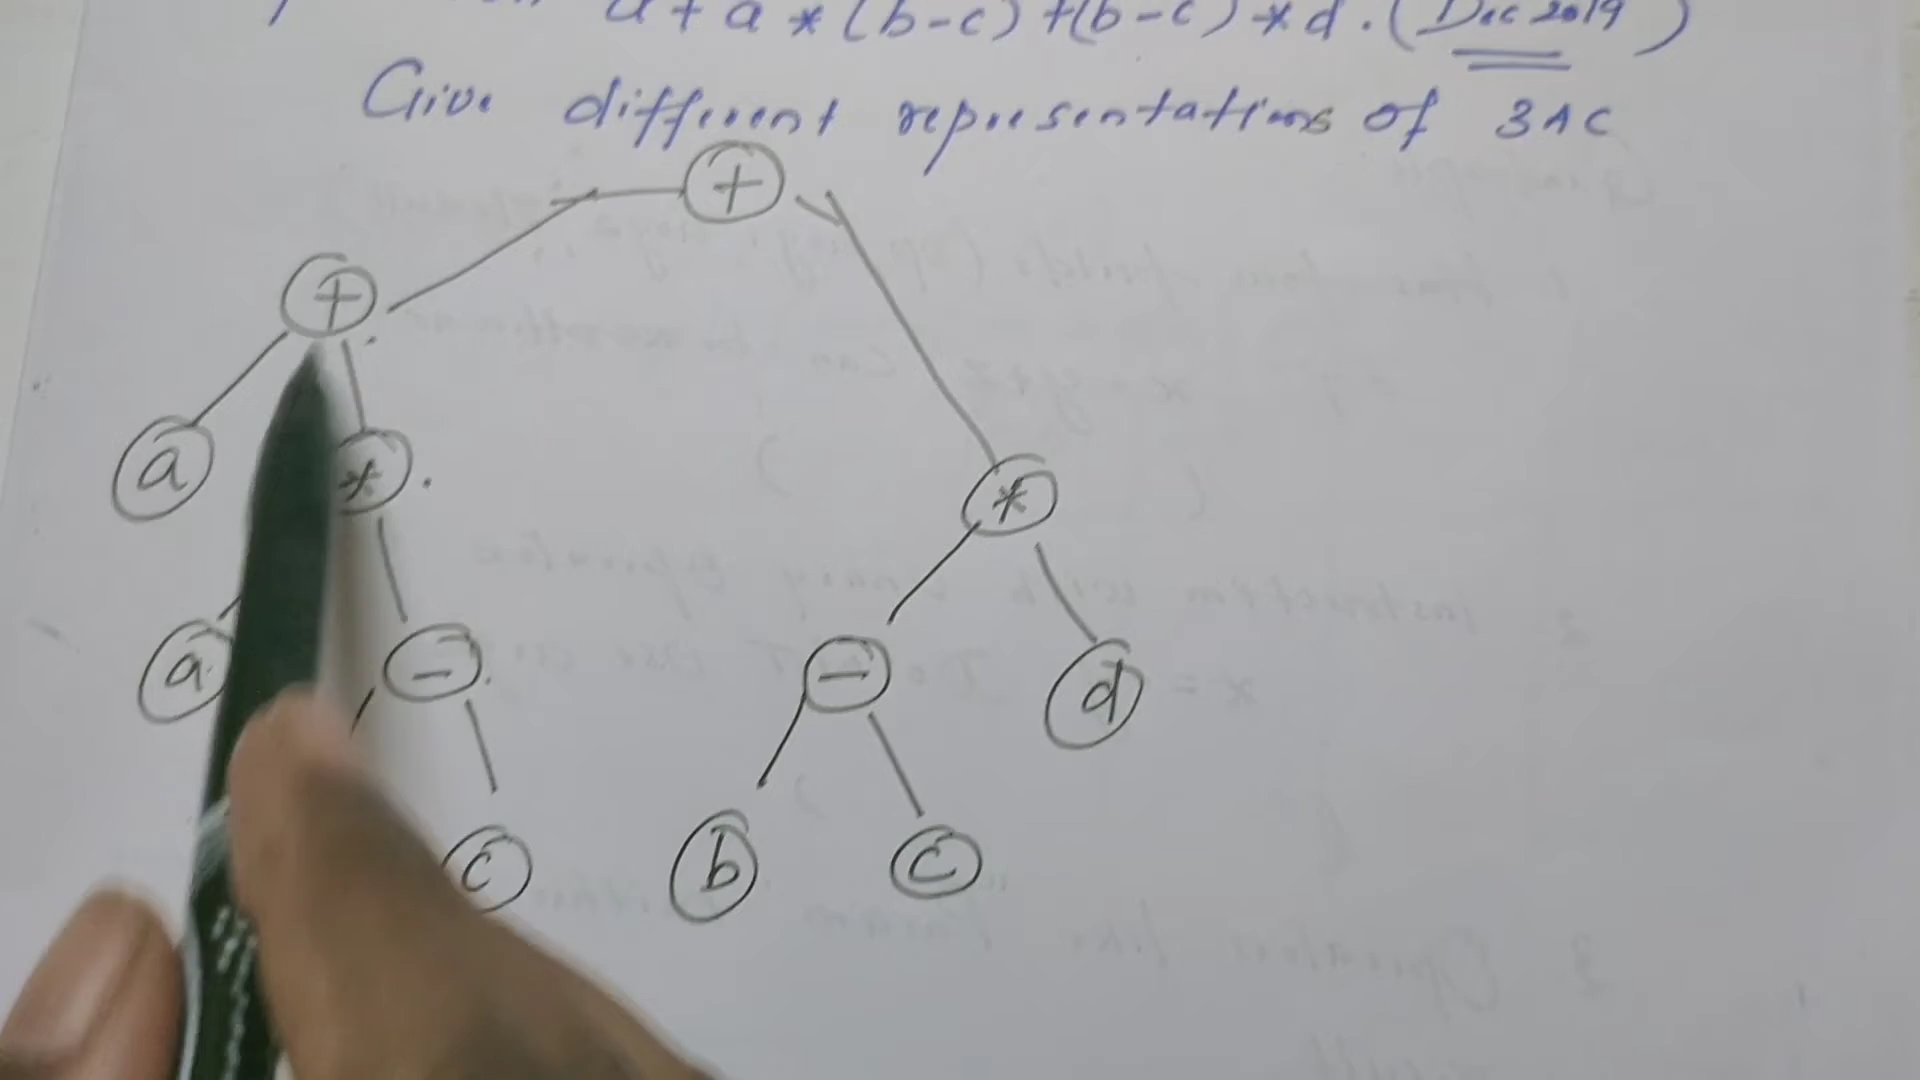 a + a * (b-c) + (b-c) * d. (Dec 2019)
Give different representations of 3AC
+
+
a *
*
a - - d
c b c